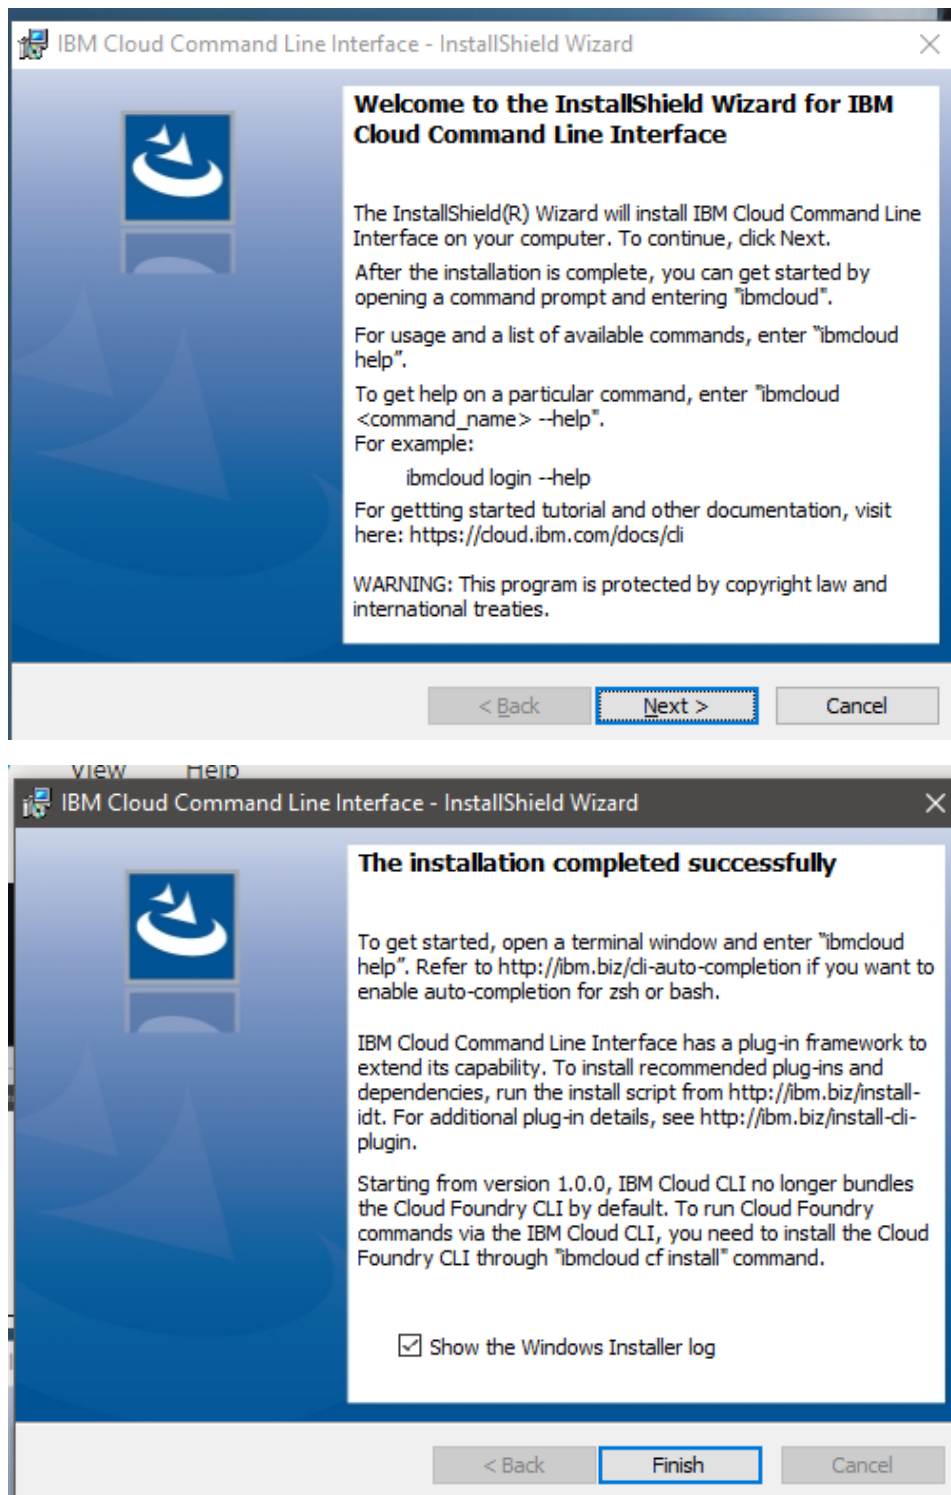 IBM Cloud Command Line Interface - InstallShield Wizard
Welcome to the InstallShield Wizard for IBM
Cloud Command Line Interface
The InstallShield(R) Wizard will install IBM Cloud Command Line
Interface on your computer. To continue, click Next.
After the installation is complete, you can get started by
opening a command prompt and entering "ibmcloud".
For usage and a list of available commands, enter “ibmcloud
help”.
To get help on a particular command, enter "ibmcloud
<command_name> --help".
For example:
ibmcloud login --help
For gettting started tutorial and other documentation, visit
here: https://cloud.ibm.com/docs/cli
WARNING: This program is protected by copyright law and
international treaties.
< Back Next > Cancel
View Help
IBM Cloud Command Line Interface - InstallShield Wizard
The installation completed successfully
To get started, open a terminal window and enter “ibmcloud
help”. Refer to http://ibm.biz/cli-auto-completion if you want to
enable auto-completion for zsh or bash.
IBM Cloud Command Line Interface has a plug-in framework to
extend its capability. To install recommended plug-ins and
dependencies, run the install script from http://ibm.biz/install-
idt. For additional plug-in details, see http://ibm.biz/install-cli-
plugin.
Starting from version 1.0.0, IBM Cloud CLI no longer bundles
the Cloud Foundry CLI by default. To run Cloud Foundry
commands via the IBM Cloud CLI, you need to install the Cloud
Foundry CLI through "ibmcloud cf install" command.
Show the Windows Installer log
< Back Finish Cancel